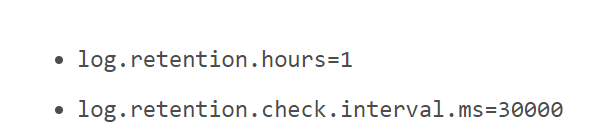 log.retention.hours=1
log.retention.check.interval.ms=30000